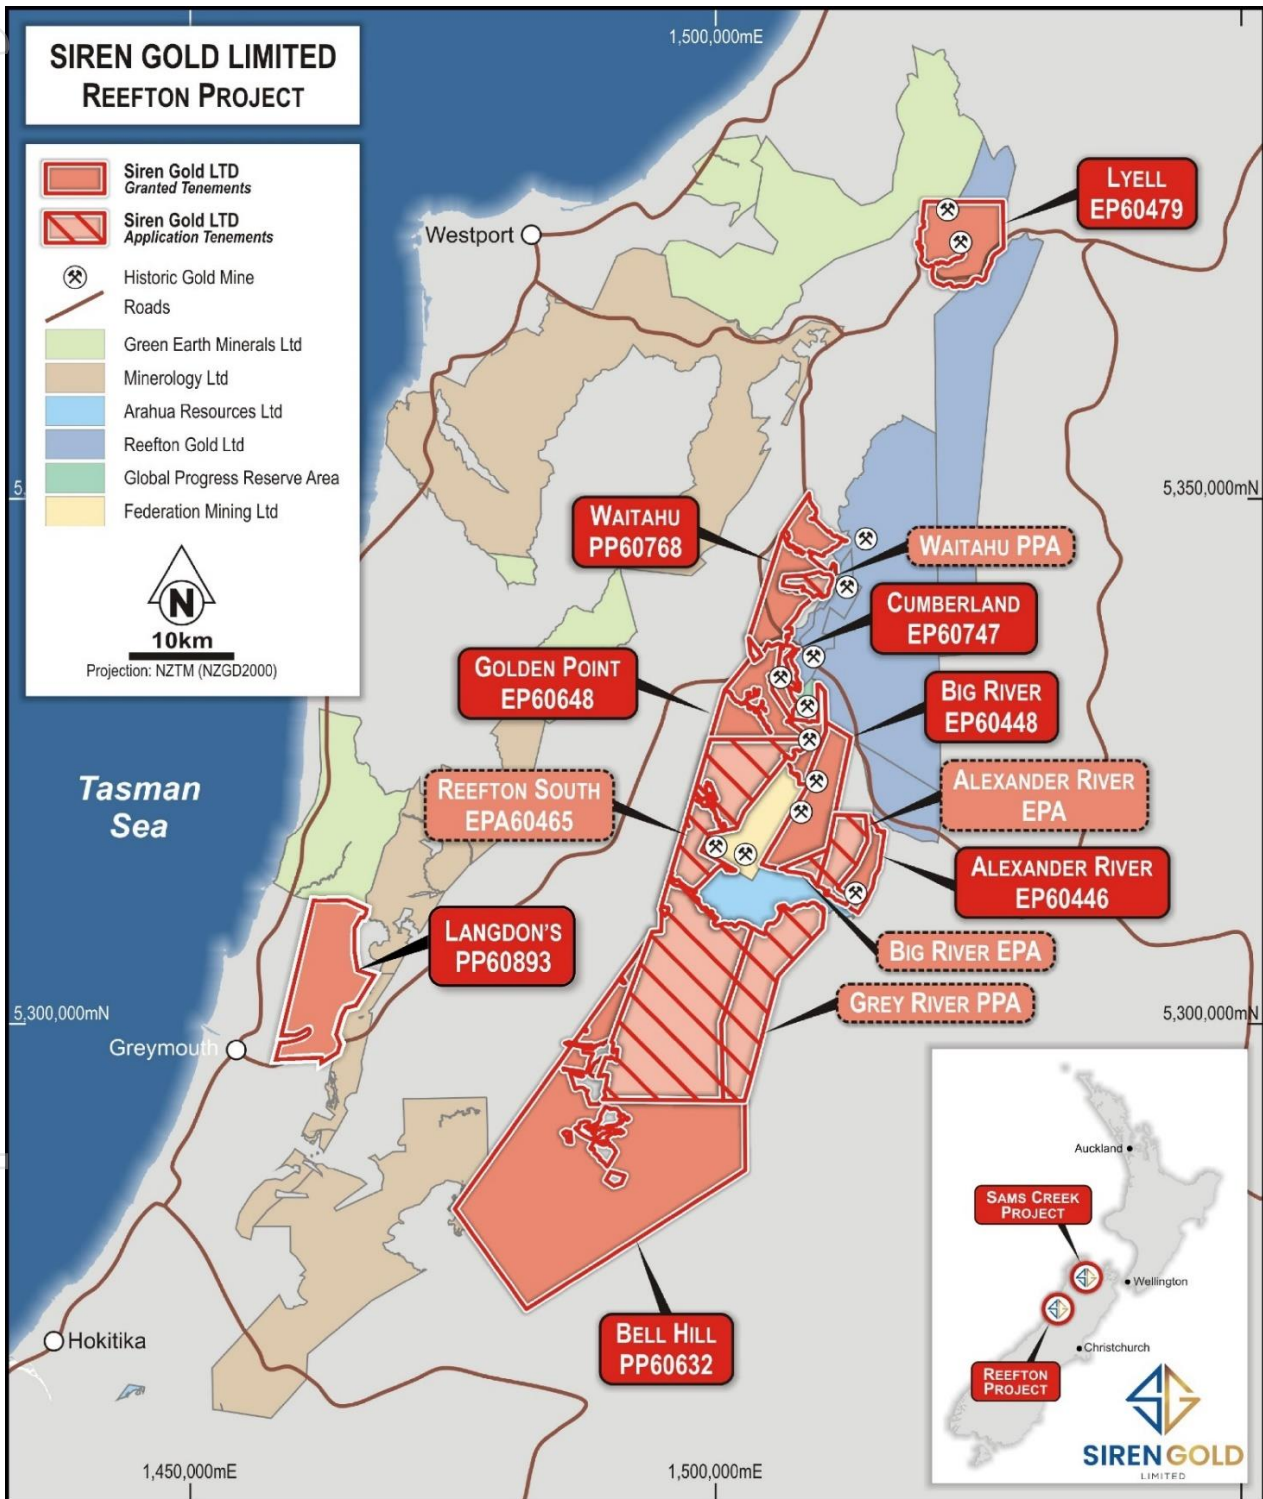 SIREN GOLD LIMITED
REEFTON PROJECT
1,500,000mE
Siren Gold LTD
Granted Tenements
Siren Gold LTD
Application Tenements
Historic Gold Mine
Roads
Green Earth Minerals Ltd
Minerology Ltd
Arahua Resources Ltd
Reefton Gold Ltd
Global Progress Reserve Area
Federation Mining Ltd
N
10km
Projection: NZTM (NZGD2000)
Westport
LYELL
EP60479
5,350,000mN
WAITAHU
PP60768
WAITAHU PPA
CUMBERLAND
EP60747
GOLDEN POINT
EP60648
BIG RIVER
EP60448
Tasman
Sea
REEFTON SOUTH
EPA60465
ALEXANDER RIVER
EPA
ALEXANDER RIVER
EP60446
LANGDON'S
PP60893
BIG RIVER EPA
GREY RIVER PPA
5,300,000mN
5,300,000mN
Greymouth
Hokitika
BELL HILL
PP60632
Auckland
SAMS CREEK
PROJECT
Wellington
Christchurch
REEFTON
PROJECT
SIREN GOLD
LIMITED
1,450,000mE
1,500,000mE